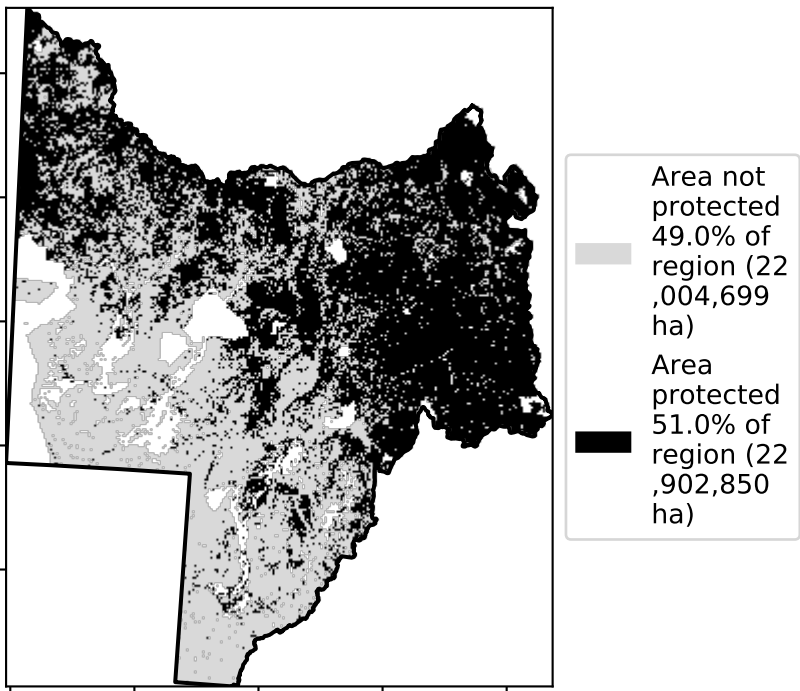 Area not
protected
49.0% of
region (22
,004,699
ha)
Area
protected
51.0% of
region (22
,902,850
ha)